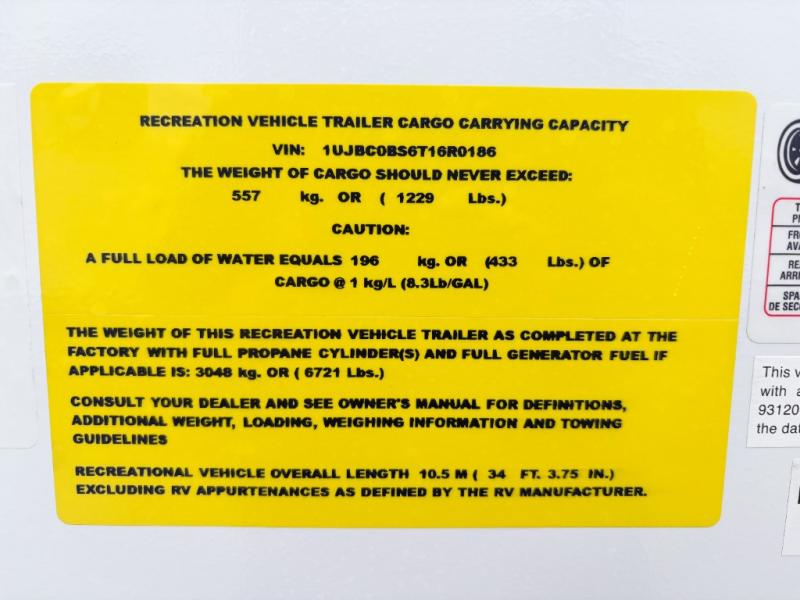 RECREATION VEHICLE TRAILER CARGO CARRYING CAPACITY
VIN: 1UJBC0BS6T16R0186
THE WEIGHT OF CARGO SHOULD NEVER EXCEED:
557 kg. OR ( 1229 Lbs.)
CAUTION:
A FULL LOAD OF WATER EQUALS 196 kg. OR (433 Lbs.) OF
CARGO @ 1 kg/L (8.3Lb/GAL)
THE WEIGHT OF THIS RECREATION VEHICLE TRAILER AS COMPLETED AT THE
FACTORY WITH FULL PROPANE CYLINDER(S) AND FULL GENERATOR FUEL IF
APPLICABLE IS: 3048 kg. OR ( 6721 Lbs.)
CONSULT YOUR DEALER AND SEE OWNER'S MANUAL FOR DEFINITIONS,
ADDITIONAL WEIGHT, LOADING, WEIGHING INFORMATION AND TOWING
GUIDELINES
RECREATIONAL VEHICLE OVERALL LENGTH 10.5 M ( 34 FT. 3.75 IN.)
EXCLUDING RV APPURTENANCES AS DEFINED BY THE RV MANUFACTURER.
This
with
93120
the